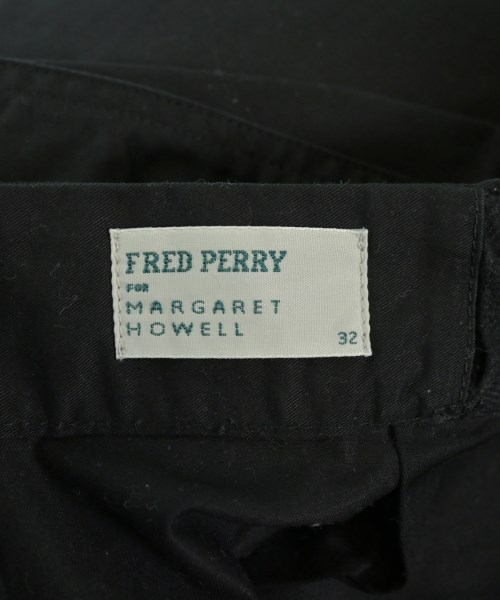 FRED PERRY
FOR
MARGARET
HOWELL
32